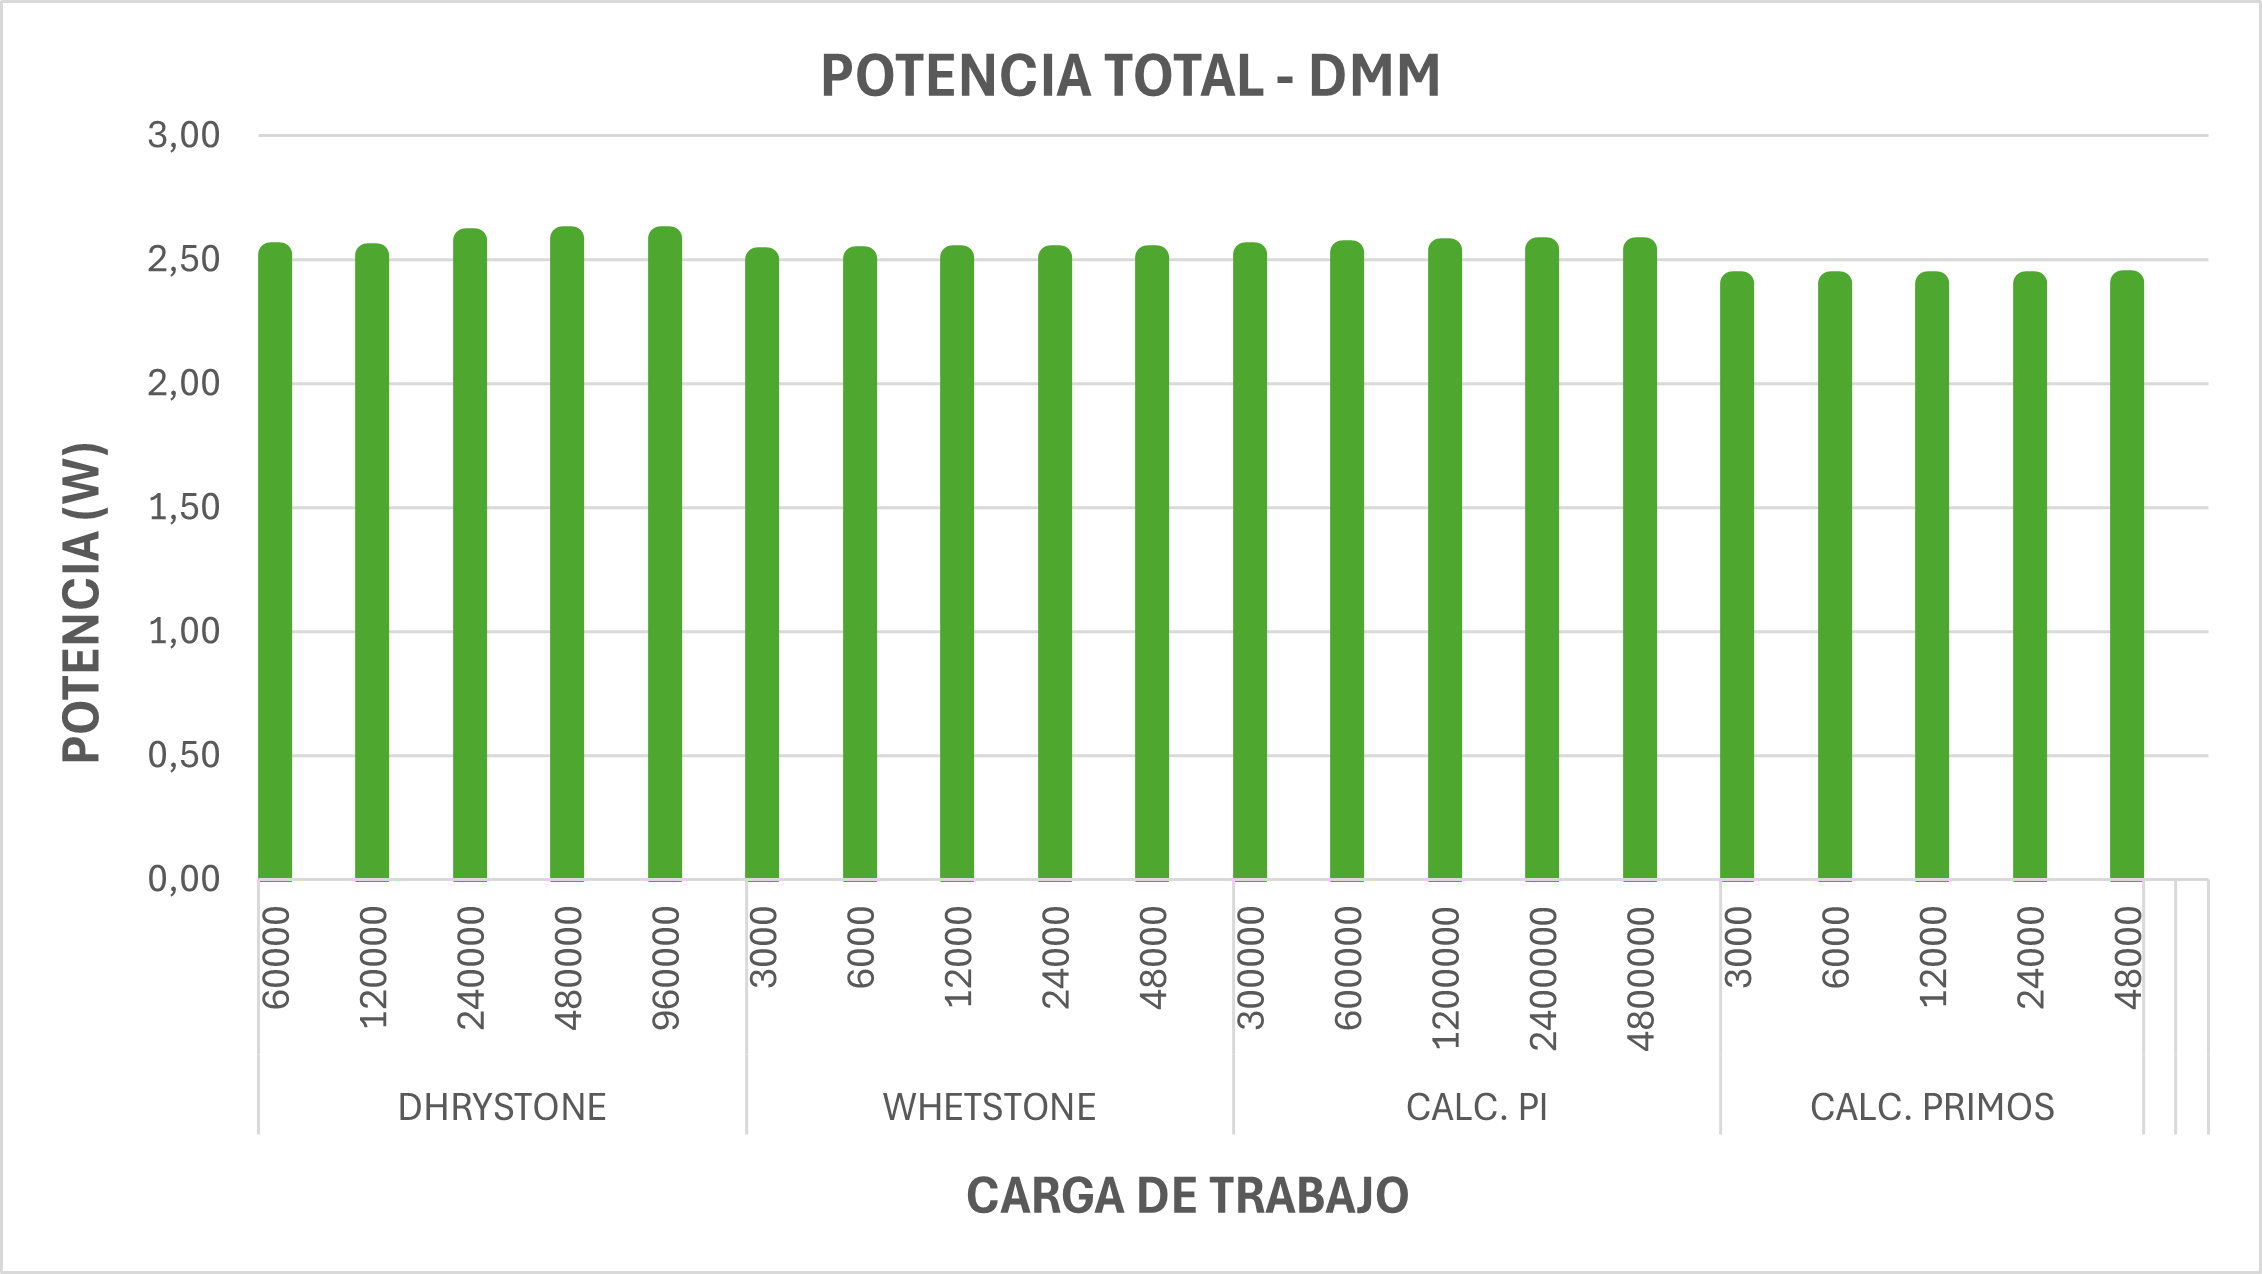 POTENCIA TOTAL - DMM
POTENCIA (W)
3,00
2,50
2,00
1,50
1,00
0,50
0,00
60000 120000 240000 480000 960000 3000 6000 12000 24000 48000 300000 600000 1200000 2400000 4800000 3000 6000 12000 24000 48000
DHRYSTONE WHETSTONE CALC. PI CALC. PRIMOS
CARGA DE TRABAJO